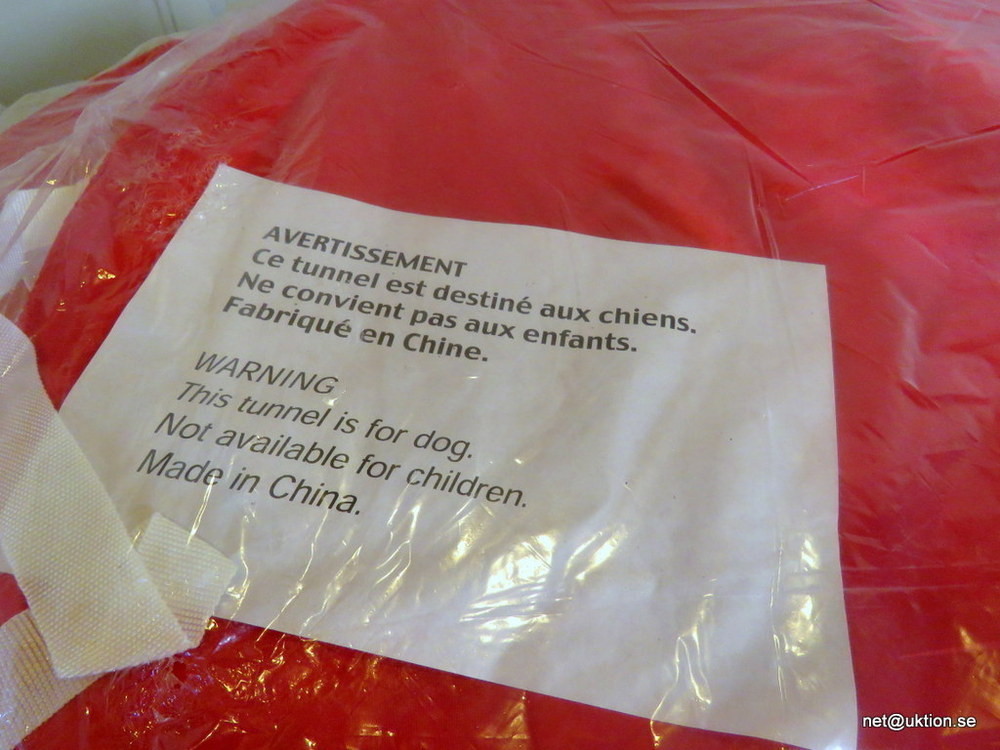 AVERTISSEMENT
Ce tunnel est destiné aux chiens.
Ne convient pas aux enfants.
Fabriqué en Chine.
WARNING
This tunnel is for dog.
Not available for children.
Made in China.
net@uktion.se